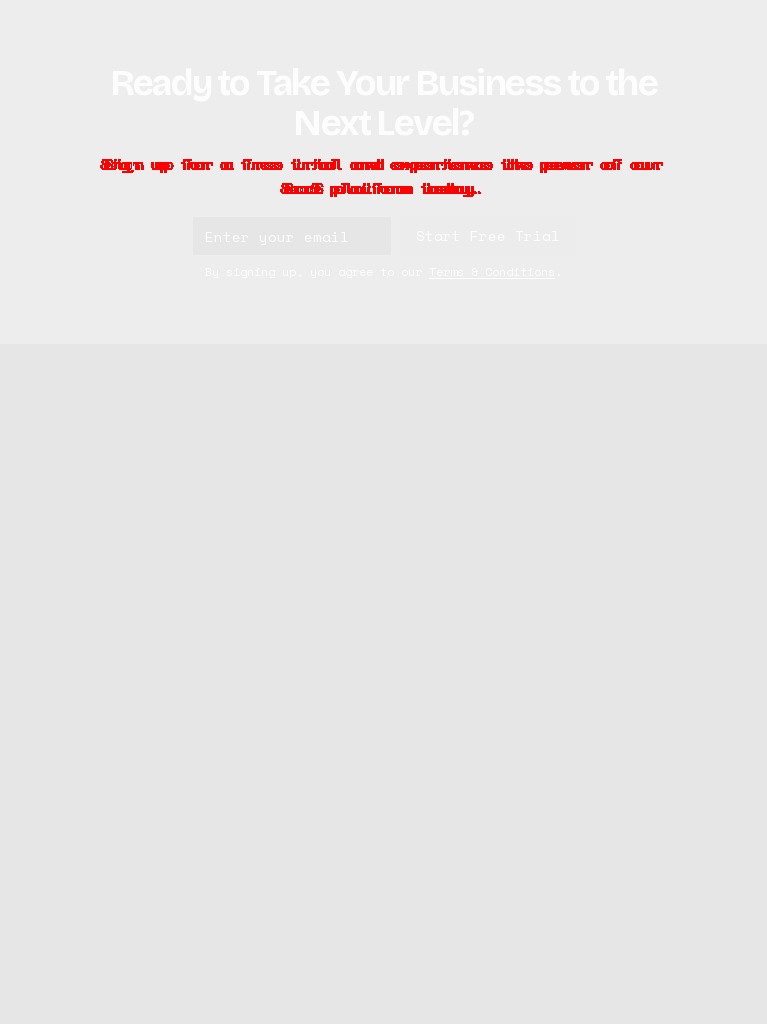 Ready to Take Your Business to the
Next Level?
Sign up for a free trial and experience the power of our
SaaS platform today.
Enter your email
Start Free Trial
By signing up, you agree to our Terms & Conditions.